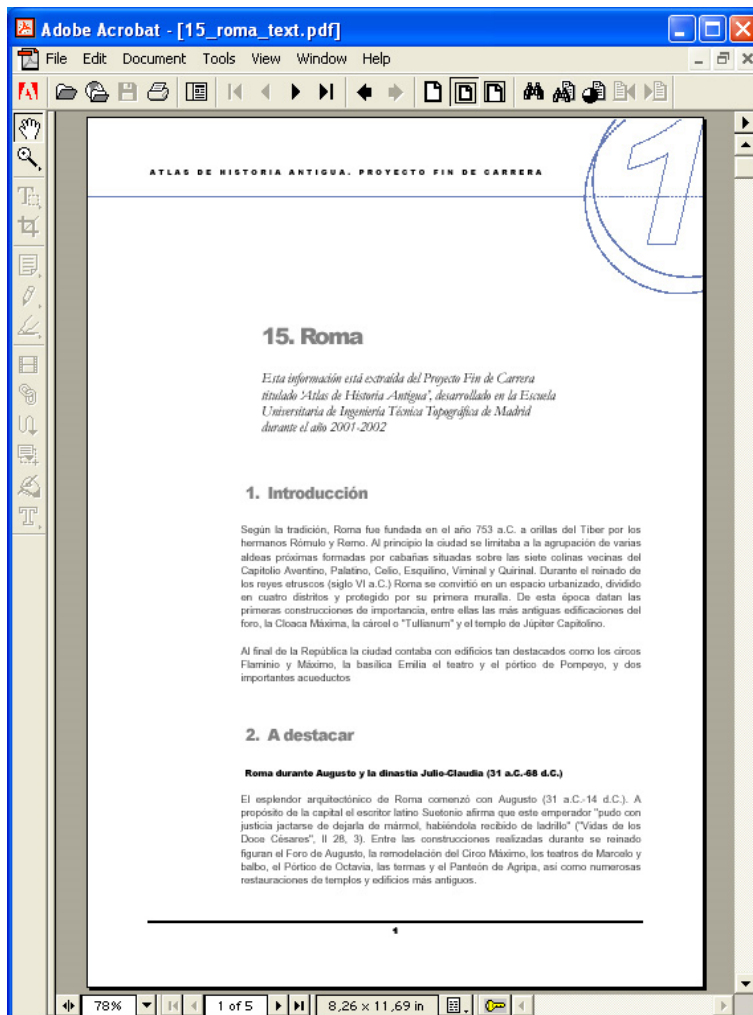 Adobe Acrobat - [15_roma_text.pdf]
File Edit Document Tools View Window Help
ATLAS DE HISTORIA ANTIGUA. PROYECTO FIN DE CARRERA
1
15. Roma
Esta información está extraída del Proyecto Fin de Carrera
titulado 'Atlas de Historia Antigua', desarrollado en la Escuela
Universitaria de Ingeniería Técnica Topográfica de Madrid
durante el año 2001-2002
1. Introducción
Según la tradición, Roma fue fundada en el año 753 a.C. a orillas del Tíber por los
hermanos Rómulo y Remo. Al principio la ciudad se limitaba a la agrupación de varias
aldeas próximas formadas por cabañas situadas sobre las siete colinas vecinas del
Capitolio Aventino, Palatino, Celio, Esquilino, Viminal y Quirinal. Durante el reinado de
los reyes etruscos (siglo VI a.C.) Roma se convirtió en un espacio urbanizado, dividido
en cuatro distritos y protegido por su primera muralla. De esta época datan las
primeras construcciones de importancia, entre ellas las más antiguas edificaciones del
foro, la Cloaca Máxima, la cárcel o "Tullianum" y el templo de Júpiter Capitolino.
Al final de la República la ciudad contaba con edificios tan destacados como los circos
Flaminio y Máximo, la basílica Emilia el teatro y el pórtico de Pompeyo, y dos
importantes acueductos
2. A destacar
Roma durante Augusto y la dinastía Julio-Claudia (31 a.C.-68 d.C.)
El esplendor arquitectónico de Roma comenzó con Augusto (31 a.C.-14 d.C.). A
propósito de la capital el escritor latino Suetonio afirma que este emperador "pudo con
justicia jactarse de dejarla de mármol, habiéndola recibido de ladrillo" ("Vidas de los
Doce Césares", II 28, 3). Entre las construcciones realizadas durante se reinado
figuran el Foro de Augusto, la remodelación del Circo Máximo, los teatros de Marcelo y
balbo, el Pórtico de Octavia, las termas y el Panteón de Agripa, así como numerosas
restauraciones de templos y edificios más antiguos.
1
78% 1 of 5 8,26 x 11,69 in